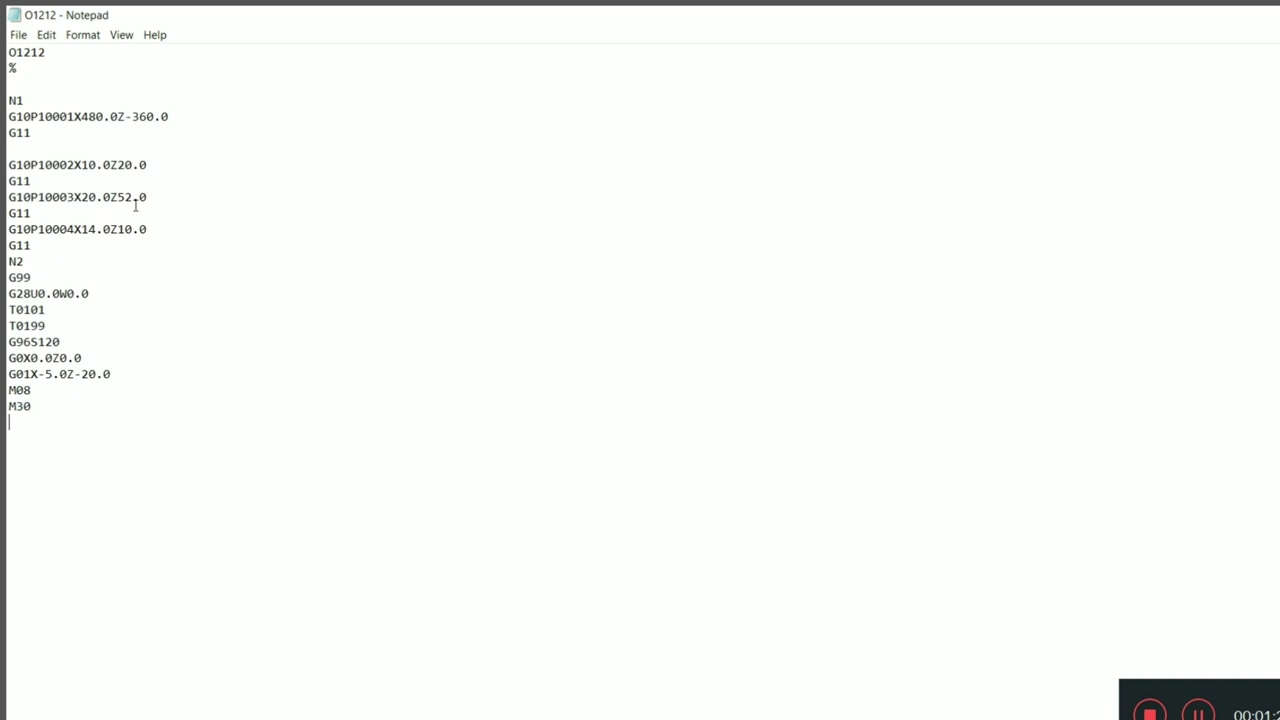 O1212 - Notepad
File Edit Format View Help
O1212
%
N1
G10P10001X480.0Z-360.0
G11
G10P10002X10.0Z20.0
G11
G10P10003X20.0Z52.0
G11
G10P10004X14.0Z10.0
G11
N2
G99
G28U0.0W0.0
T0101
T0199
G96S120
G0X0.0Z0.0
G01X-5.0Z-20.0
M08
M30